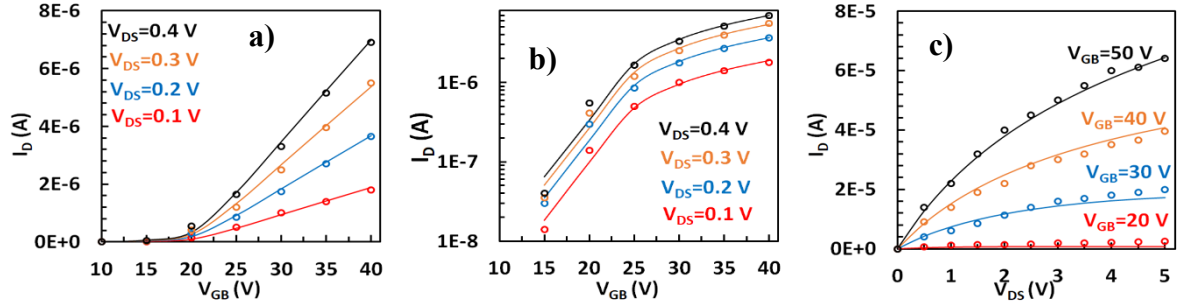 a)
8E-6
6E-6
4E-6
2E-6
0E+0
I_D (A)
V_DS=0.4 V
V_DS=0.3 V
V_DS=0.2 V
V_DS=0.1 V
10 15 20 25 30 35 40
V_GB (V)
b)
1E-6
1E-7
1E-8
I_D (A)
V_DS=0.4 V
V_DS=0.3 V
V_DS=0.2 V
V_DS=0.1 V
10 15 20 25 30 35 40
V_GB (V)
c)
8E-5
6E-5
4E-5
2E-5
0E+0
I_D (A)
V_GB=50 V
V_GB=40 V
V_GB=30 V
V_GB=20 V
0 1 2 3 4 5
V_DS (V)